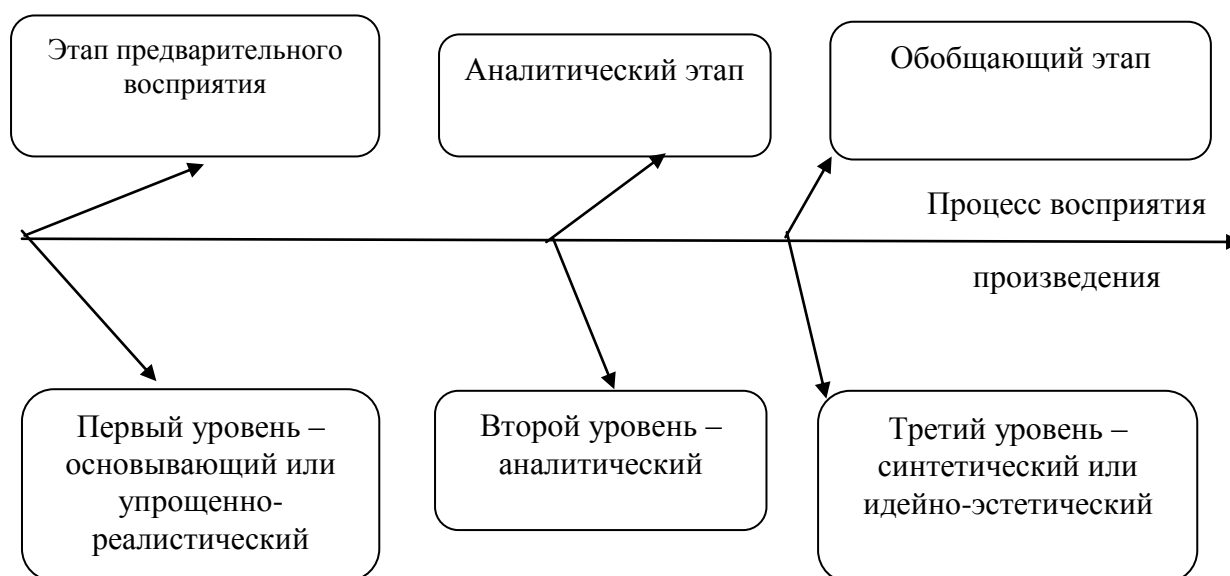 Этап предварительного
восприятия
Аналитический этап
Обобщающий этап
Процесс восприятия
произведения
Первый уровень –
основывающий или
упрощенно-
реалистический
Второй уровень –
аналитический
Третий уровень –
синтетический или
идейно-эстетический